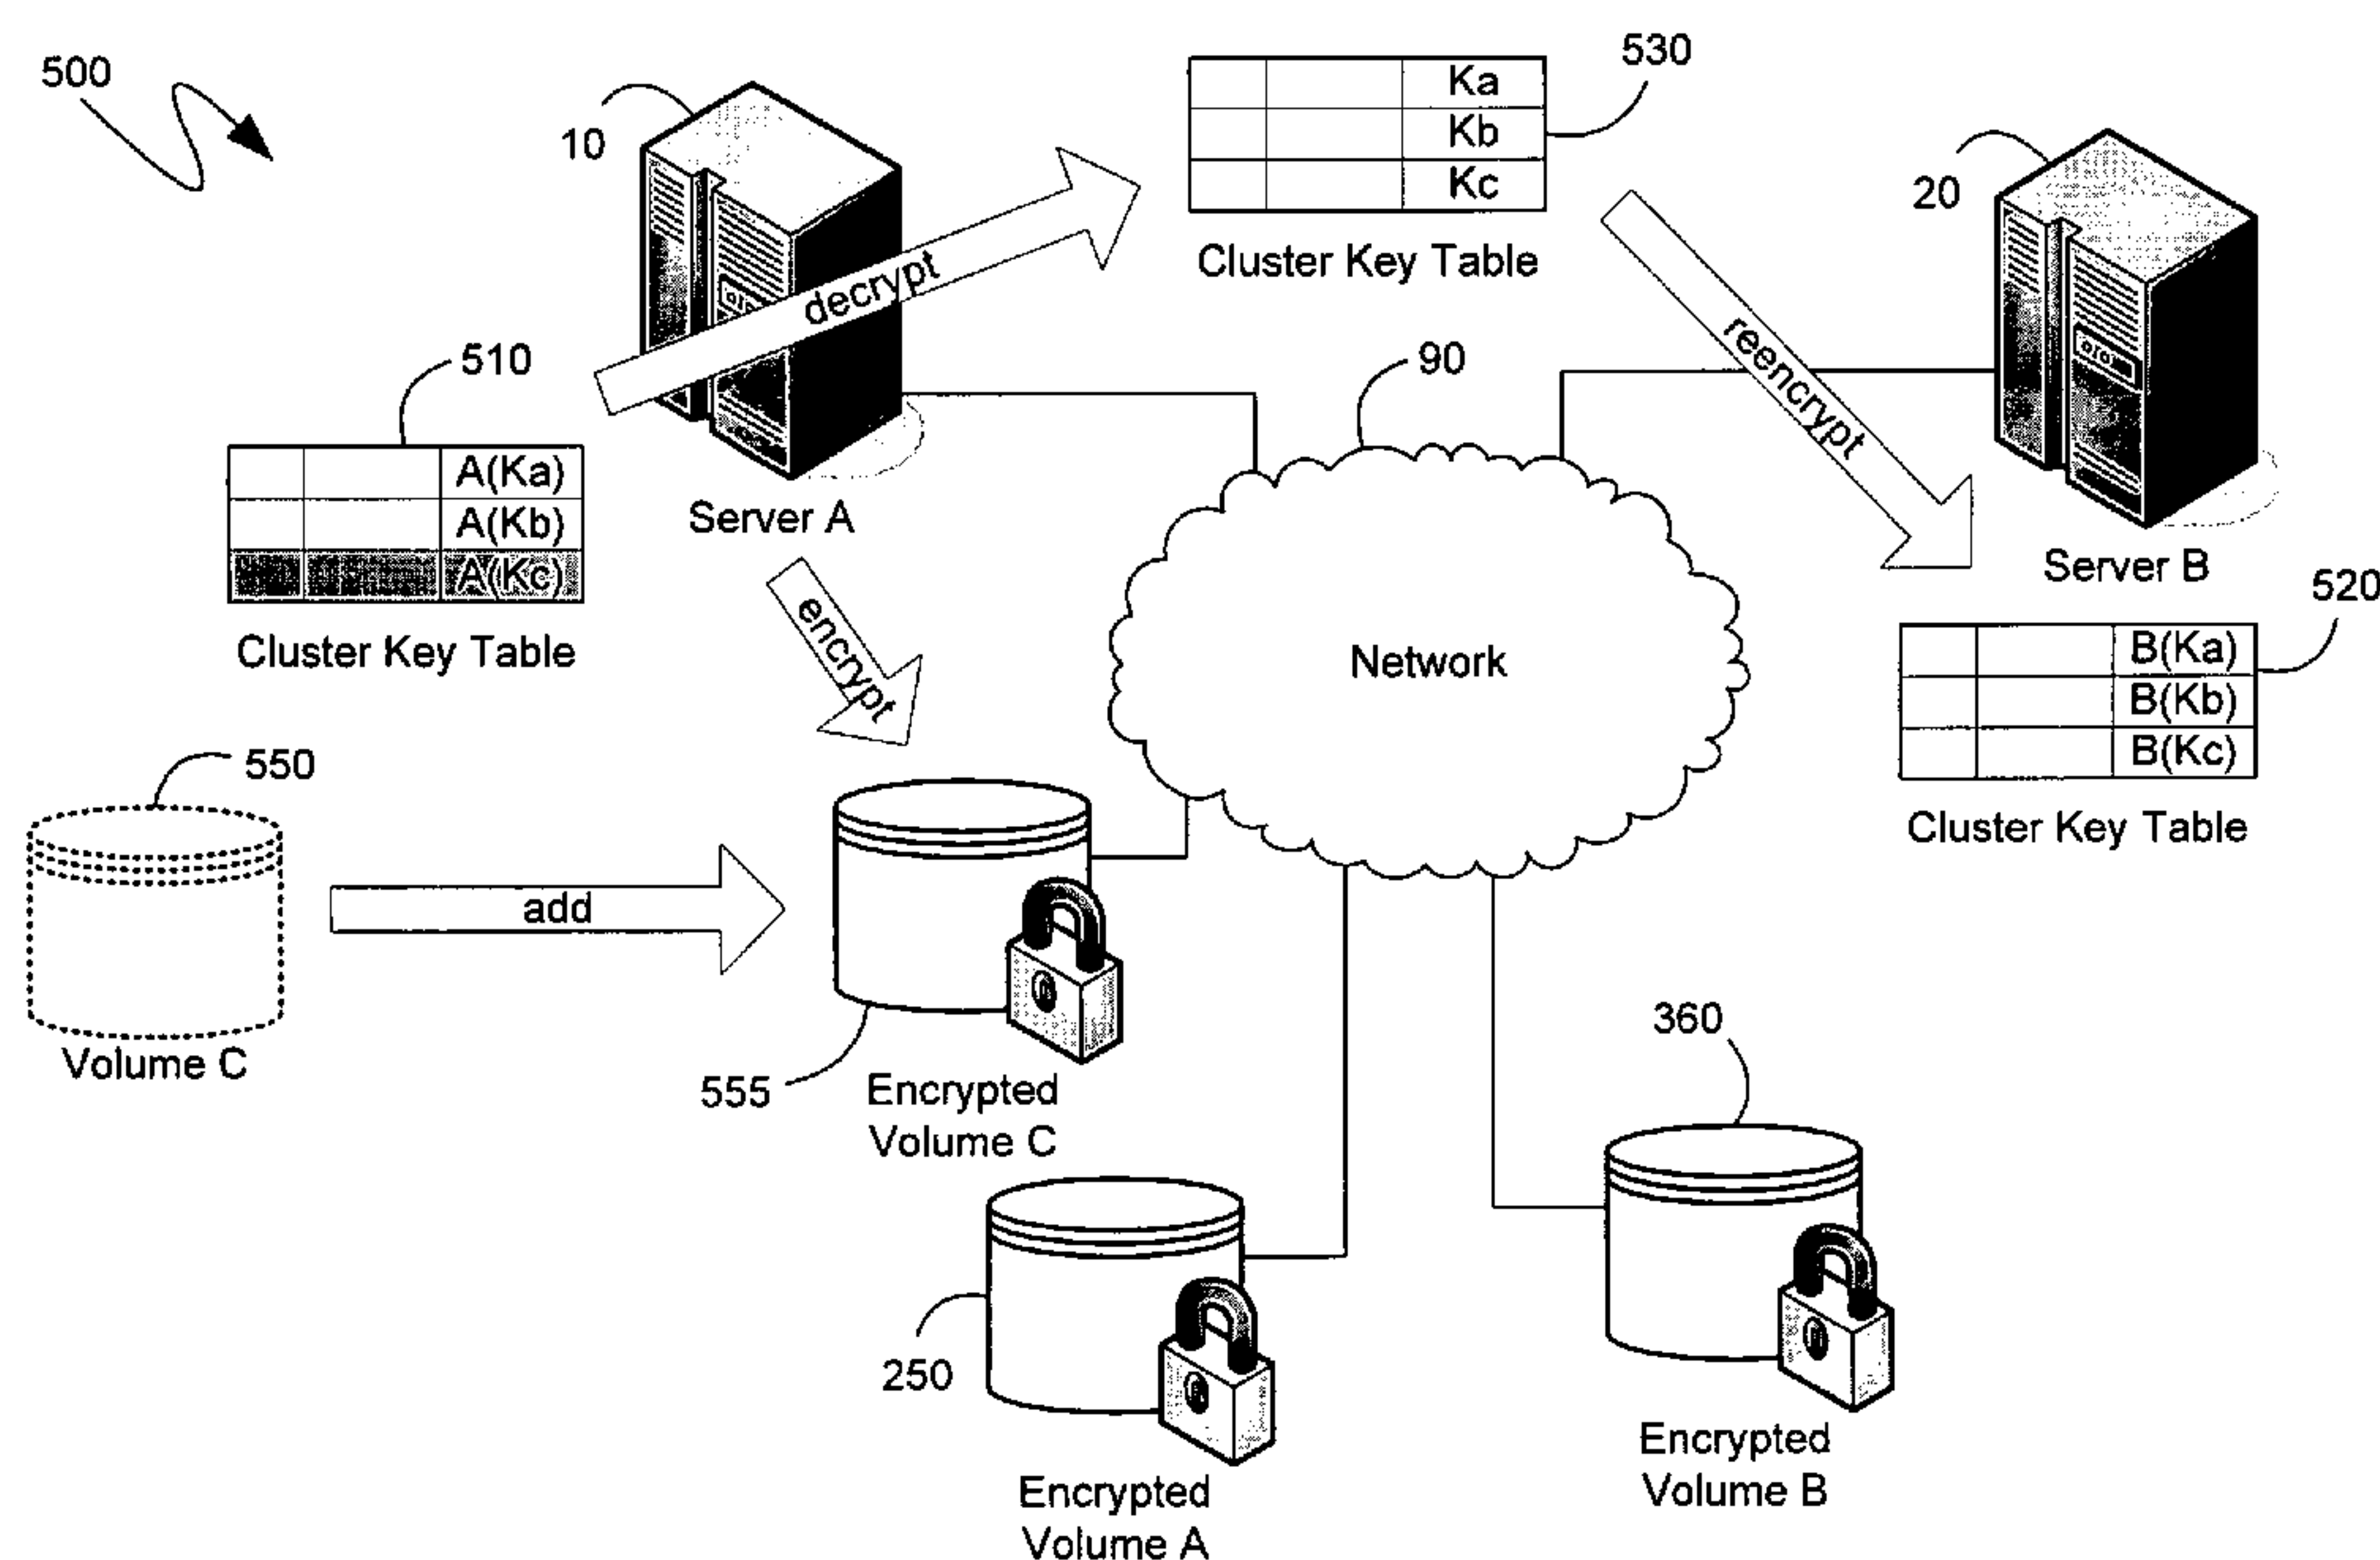 500
10
530
Ka
Kb
Kc
Cluster Key Table
20
decrypt
reencrypt
510
90
A(Ka)
A(Kb)
A(Kc)
Cluster Key Table
Server A
Server B
520
encrypt
Network
B(Ka)
B(Kb)
B(Kc)
Cluster Key Table
550
Volume C
add
555
Encrypted
Volume C
360
250
Encrypted
Volume A
Encrypted
Volume B